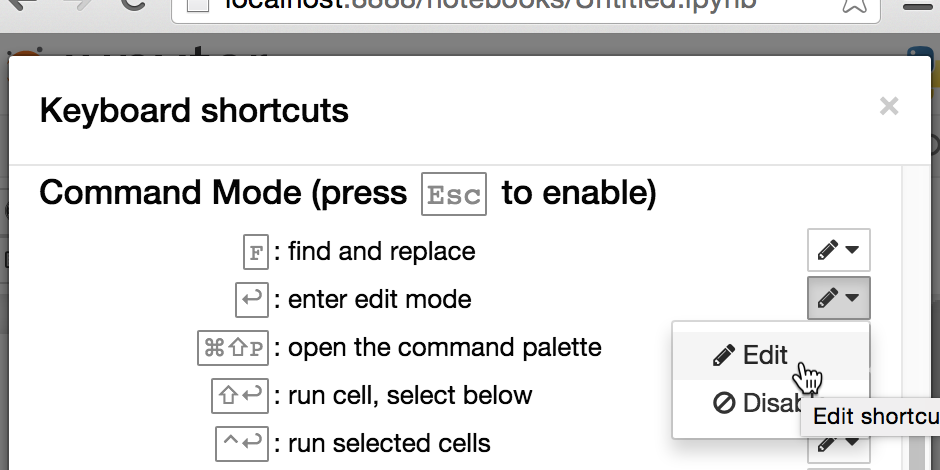 localhost:8888/notebooks/Untitled.ipynb
Keyboard shortcuts ×
Command Mode (press Esc to enable)
F : find and replace
↩ : enter edit mode
⌘⇧P : open the command palette
Edit
⇧↩ : run cell, select below
Edit shortcu
^↩ : run selected cells